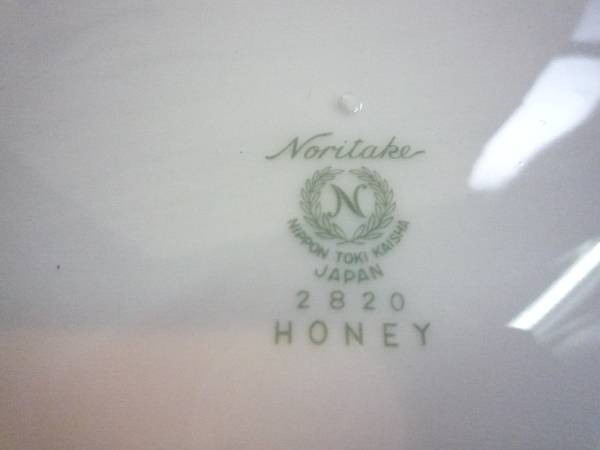 Noritake
N
NIPPON TOKI KAISHA
JAPAN
2820
HONEY